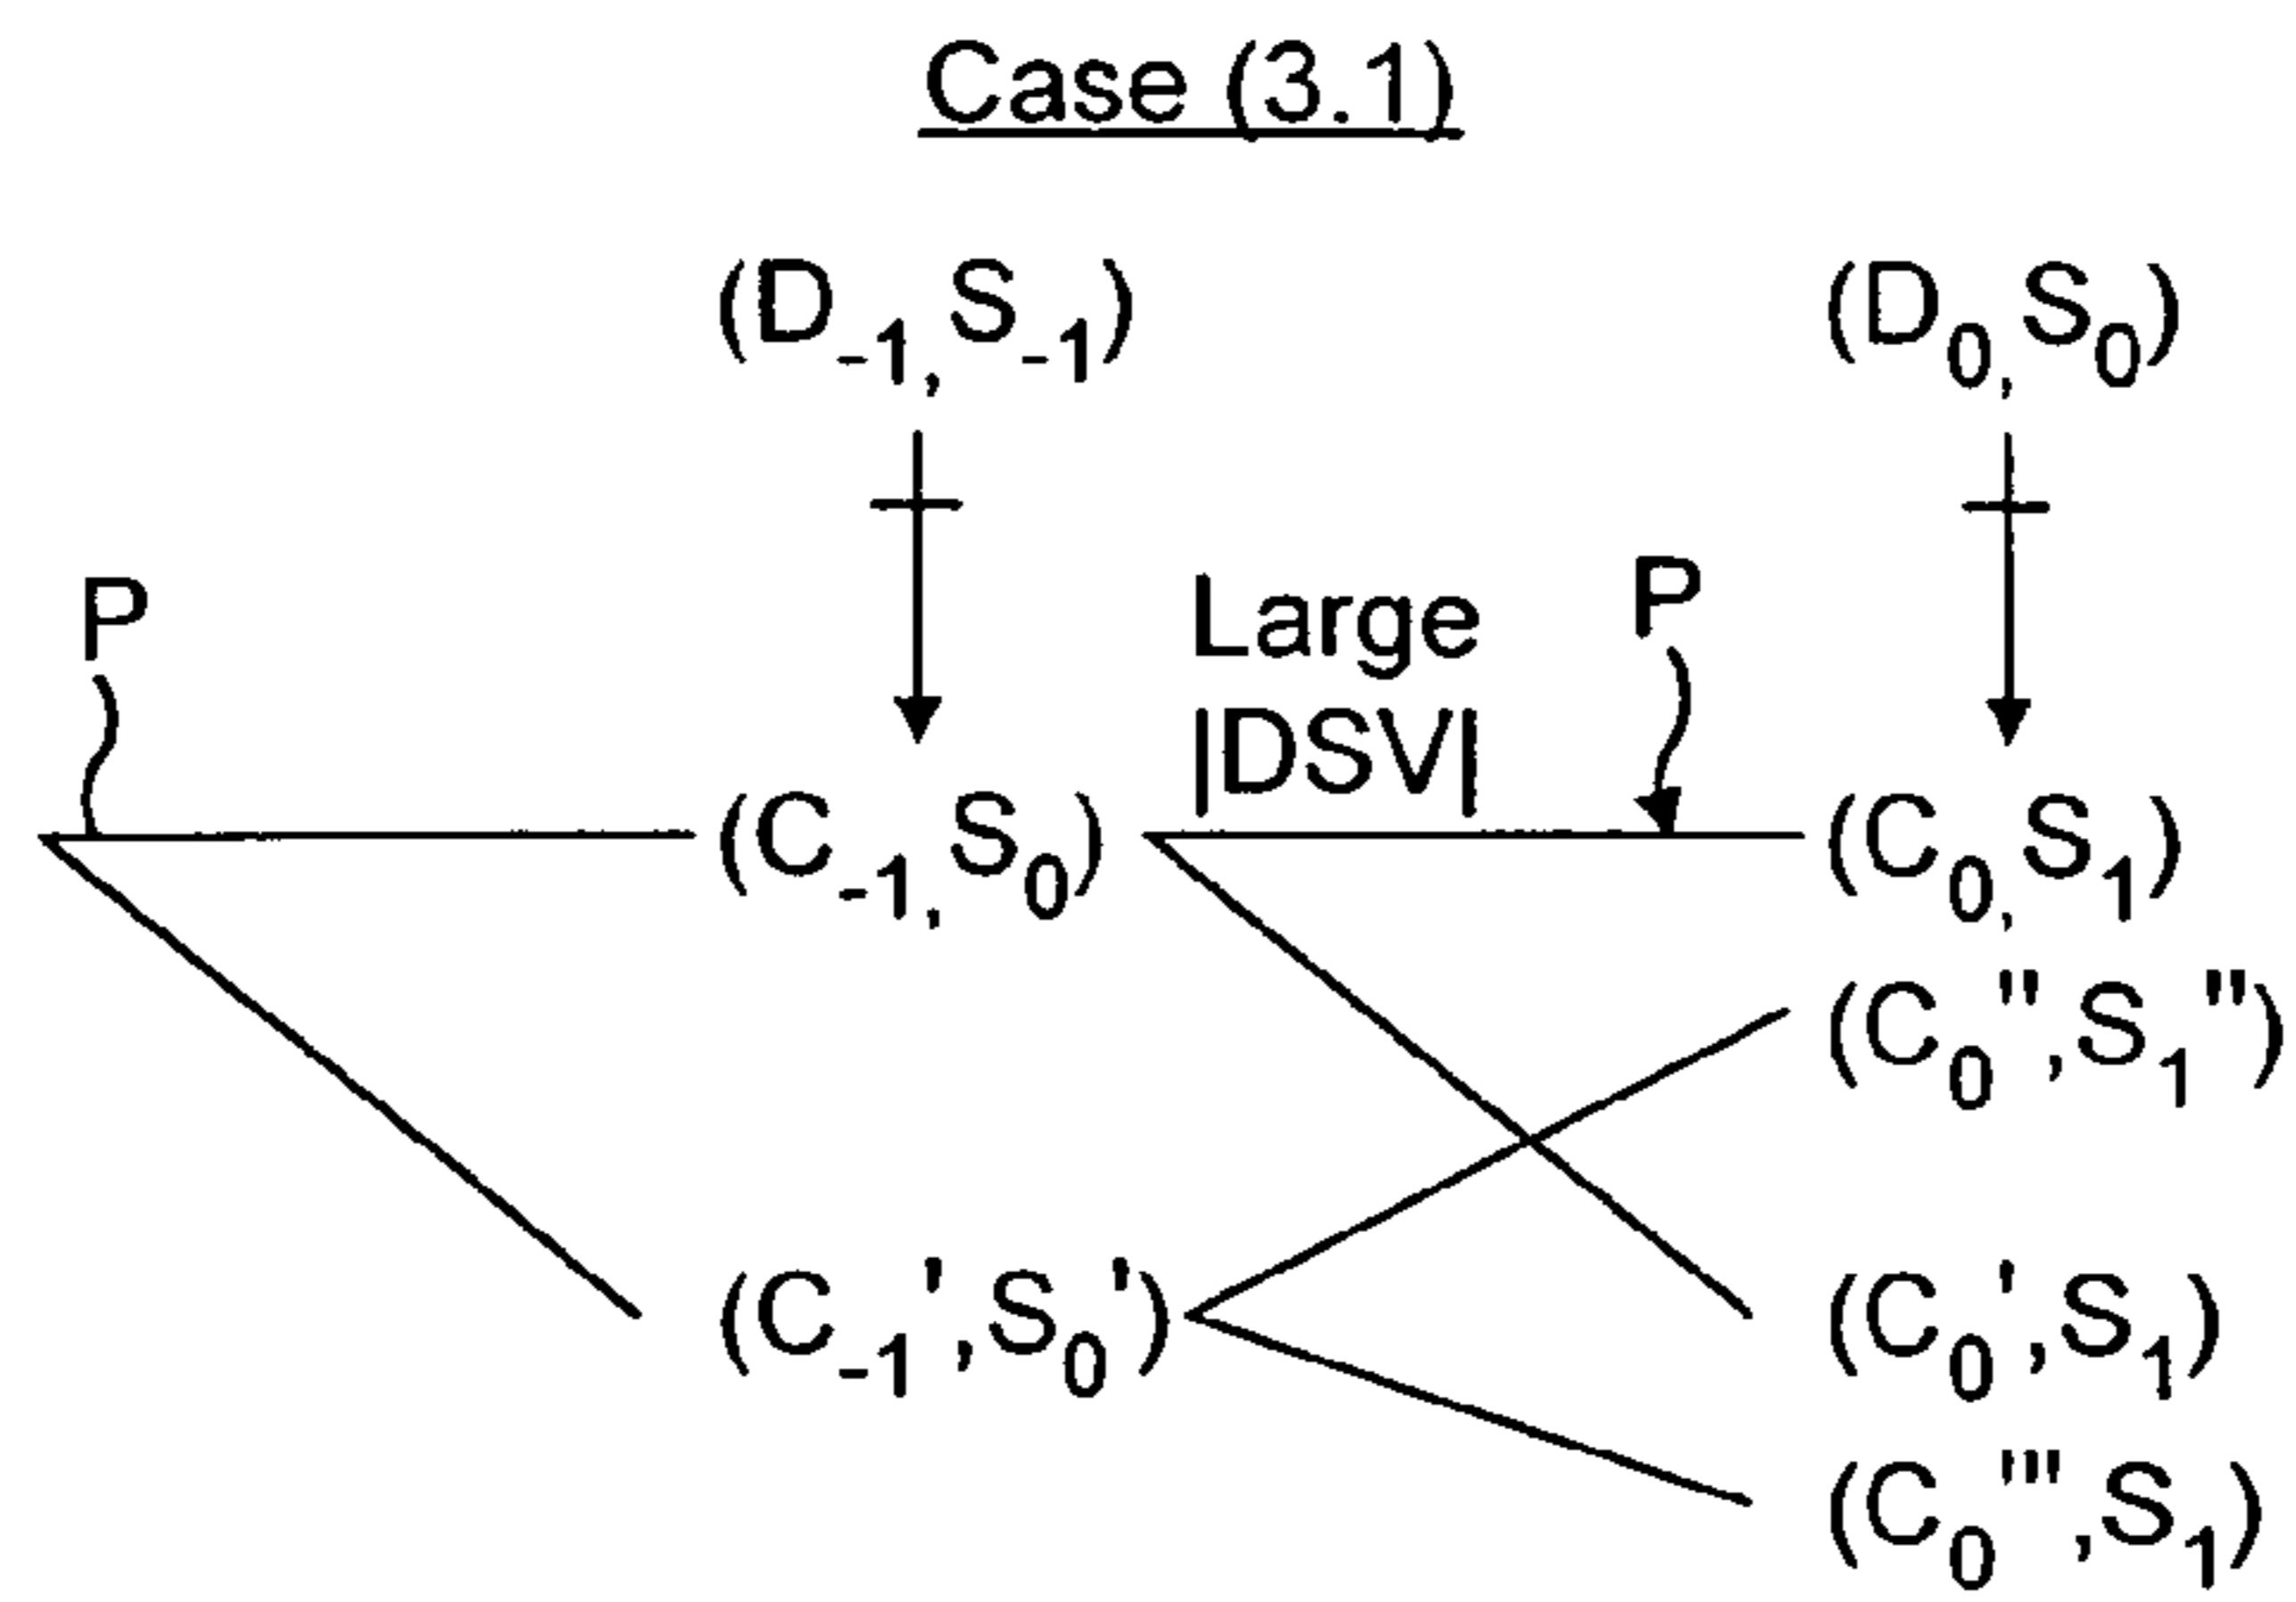 Case (3.1)
(D-1, S-1) (D0, S0)
P Large P
|DSV|
(C-1, S0) (C0, S1)
(C0'', S1'')
(C-1', S0') (C0', S1)
(C0''', S1)